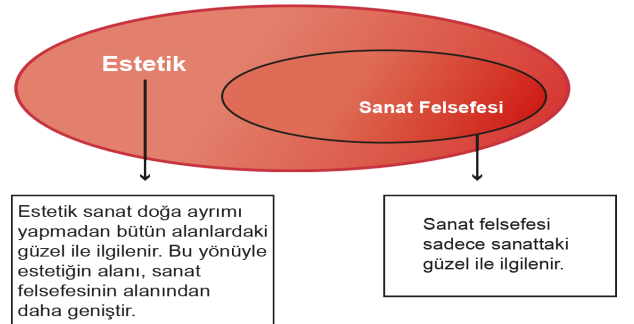 Estetik
Sanat Felsefesi
Estetik sanat doğa ayrımı
yapmadan bütün alanlardaki
güzel ile ilgilenir. Bu yönüyle
estetiğin alanı, sanat
felsefesinin alanından
daha geniştir.
Sanat felsefesi
sadece sanattaki
güzel ile ilgilenir.